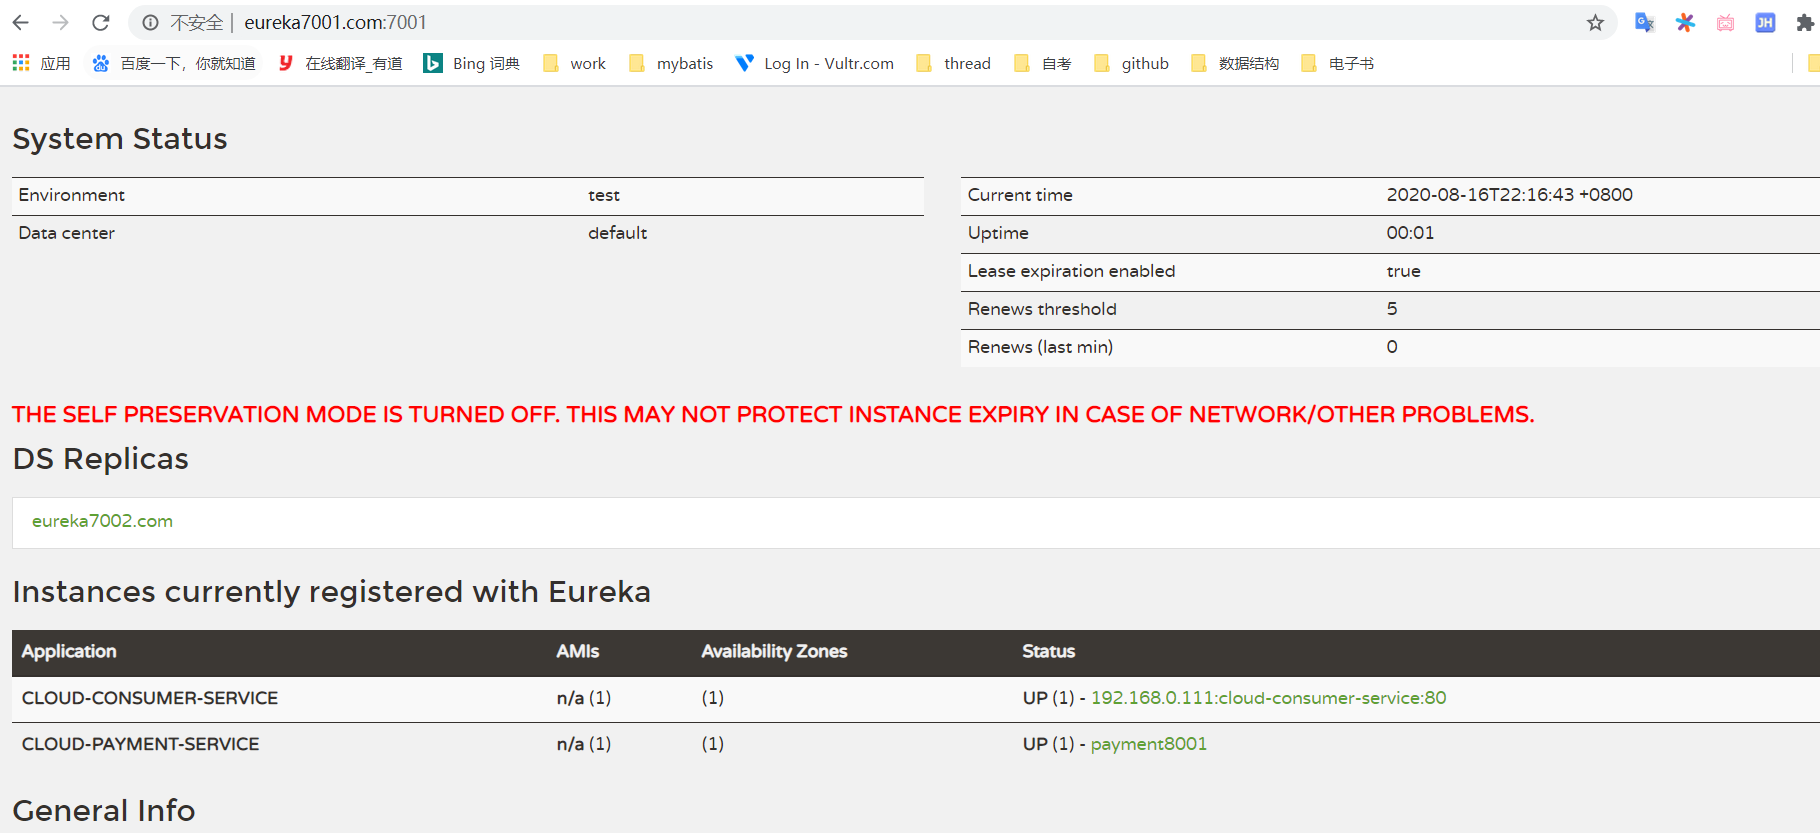 不安全 | eureka7001.com:7001
应用 百度一下，你就知道 在线翻译_有道 Bing 词典 work mybatis Log In - Vultr.com thread 自考 github 数据结构 电子书
System Status
Environment test
Data center default
Current time 2020-08-16T22:16:43 +0800
Uptime 00:01
Lease expiration enabled true
Renews threshold 5
Renews (last min) 0
THE SELF PRESERVATION MODE IS TURNED OFF. THIS MAY NOT PROTECT INSTANCE EXPIRY IN CASE OF NETWORK/OTHER PROBLEMS.
DS Replicas
eureka7002.com
Instances currently registered with Eureka
Application AMIs Availability Zones Status
CLOUD-CONSUMER-SERVICE n/a (1) (1) UP (1) - 192.168.0.111:cloud-consumer-service:80
CLOUD-PAYMENT-SERVICE n/a (1) (1) UP (1) - payment8001
General Info